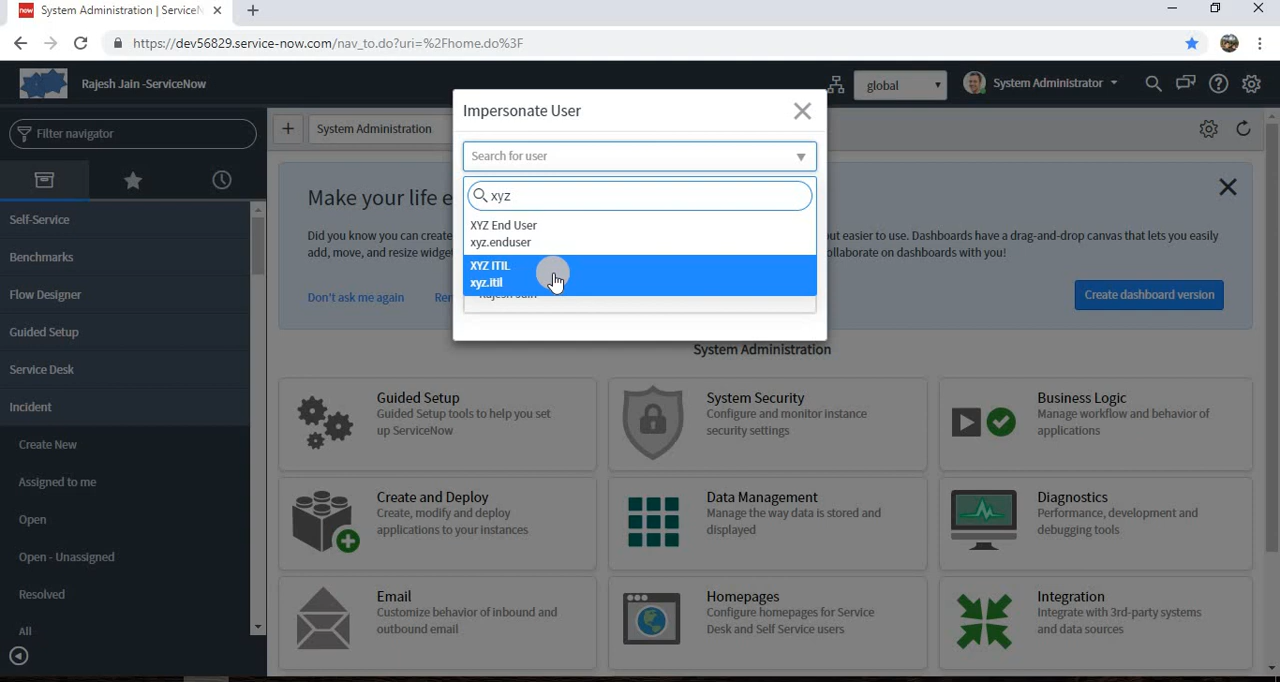 now
System Administration | Service
https://dev56829.service-now.com/nav_to.do?uri=%2Fhome.do%3F
Rajesh Jain -ServiceNow
global
System Administrator
Filter navigator
Self-Service
Benchmarks
Flow Designer
Guided Setup
Service Desk
Incident
Create New
Assigned to me
Open
Open - Unassigned
Resolved
All
System Administration
Impersonate User
Search for user
xyz
XYZ End User
xyz.enduser
XYZ ITIL
xyz.itil
Rajesh Jain
Make your life e
Did you know you can create
ut easier to use. Dashboards have a drag-and-drop canvas that lets you easily
add, move, and resize widge
ollaborate on dashboards with you!
Don't ask me again
Create dashboard version
System Administration
Guided Setup
Guided Setup tools to help you set
up ServiceNow
System Security
Configure and monitor instance
security settings
Business Logic
Manage workflow and behavior of
applications
Create and Deploy
Create, modify and deploy
applications to your instances
Data Management
Manage the way data is stored and
displayed
Diagnostics
Performance, development and
debugging tools
Email
Customize behavior of inbound and
outbound email
Homepages
Configure homepages for Service
Desk and Self Service users
Integration
Integrate with 3rd-party systems
and data sources